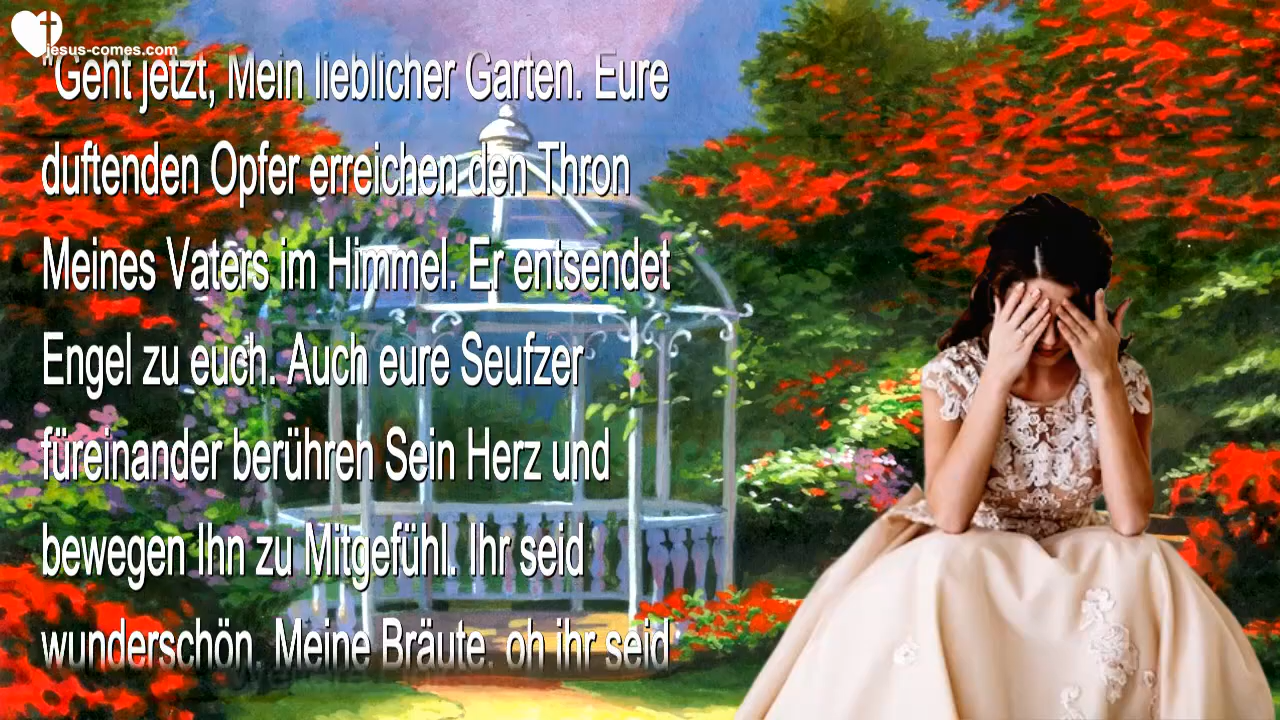 jesus-comes.com
"Geht jetzt, Mein lieblicher Garten. Eure
duftenden Opfer erreichen den Thron
Meines Vaters im Himmel. Er entsendet
Engel zu euch. Auch eure Seufzer
füreinander berühren Sein Herz und
bewegen Ihn zu Mitgefühl. Ihr seid
wunderschön, Meine Bräute, oh ihr seid